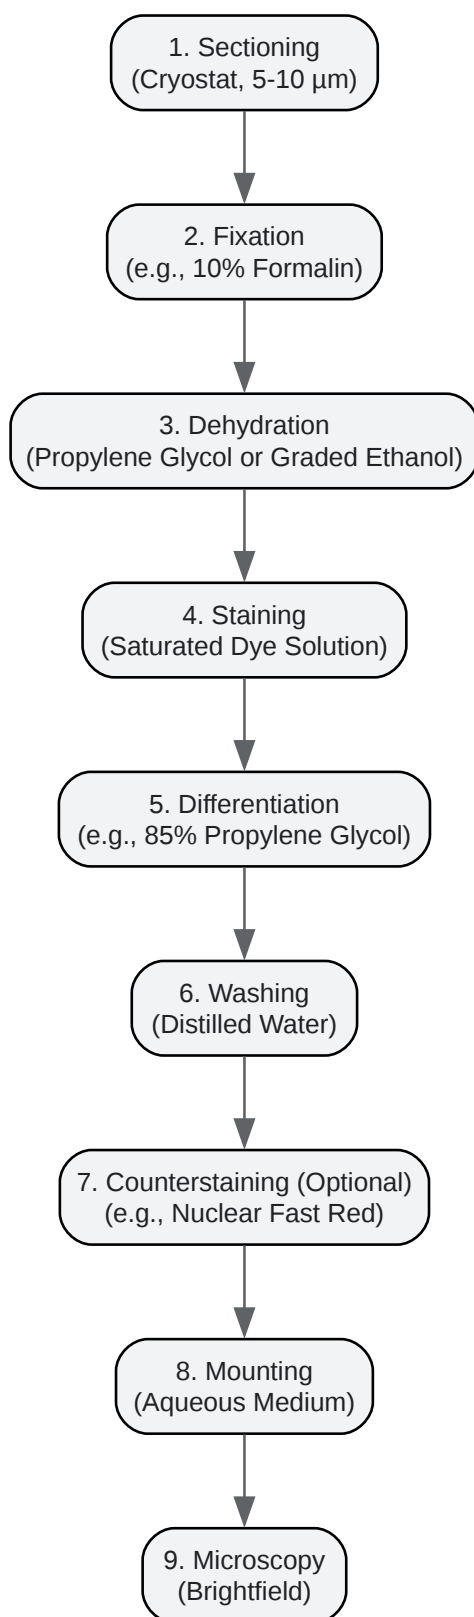 1. Sectioning
(Cryostat, 5-10 µm)
2. Fixation
(e.g., 10% Formalin)
3. Dehydration
(Propylene Glycol or Graded Ethanol)
4. Staining
(Saturated Dye Solution)
5. Differentiation
(e.g., 85% Propylene Glycol)
6. Washing
(Distilled Water)
7. Counterstaining (Optional)
(e.g., Nuclear Fast Red)
8. Mounting
(Aqueous Medium)
9. Microscopy
(Brightfield)